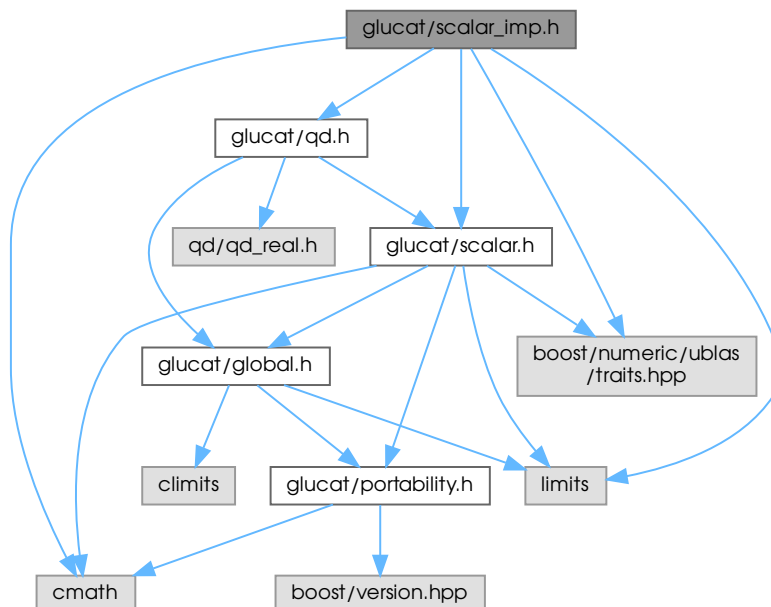 glucat/scalar_imp.h
glucat/qd.h
qd/qd_real.h
glucat/scalar.h
boost/numeric/ublas
/traits.hpp
glucat/global.h
climits
glucat/portability.h
limits
cmath
boost/version.hpp